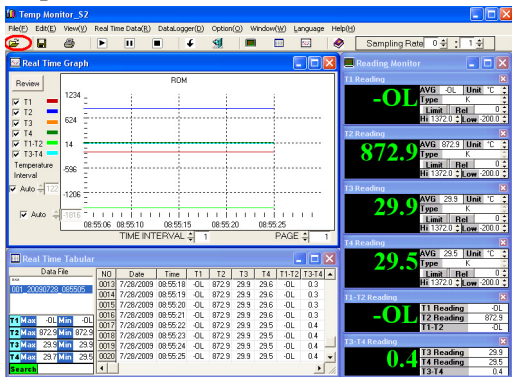 Temp Monitor_S2
File(F) Edit(E) View(V) Real Time Data(R) DataLogger(D) Option(O) Window(W) Language Help(H)
Sampling Rate 0 : 1
Real Time Graph
Review
ROM
T1
T2
T3
T4
T1-T2
T3-T4
Temperature
Interval
Auto 122
Auto -1816
1234
624
14
-596
-1206
08:55:06 08:55:10 08:55:15 08:55:20 08:55:25
TIME INTERVAL 1 PAGE 1
Real Time Tabular
Data File
***
001_20090728_085505
T1 Max -OL Min -OL
T2 Max 872.9 Min 872.9
T3 Max 29.9 Min 29.9
T4 Max 29.7 Min 29.5
Search
NO Date Time T1 T2 T3 T4 T1-T2 T3-T4
0013 7/28/2009 08:55:18 -OL 872.9 29.9 29.6 -OL 0.3
0014 7/28/2009 08:55:19 -OL 872.9 29.9 29.6 -OL 0.3
0015 7/28/2009 08:55:20 -OL 872.9 29.9 29.6 -OL 0.3
0016 7/28/2009 08:55:21 -OL 872.9 29.9 29.6 -OL 0.3
0017 7/28/2009 08:55:22 -OL 872.9 29.9 29.5 -OL 0.4
0018 7/28/2009 08:55:23 -OL 872.9 29.9 29.5 -OL 0.4
0019 7/28/2009 08:55:24 -OL 872.9 29.9 29.5 -OL 0.4
0020 7/28/2009 08:55:25 -OL 872.9 29.9 29.5 -OL 0.4
Reading Monitor
T1 Reading
-OL
AVG -OL Unit °C
Type K
Limit Rel 0
Hi 1372.0 Low -200.0
T2 Reading
872.9
AVG 872.9 Unit °C
Type K
Limit Rel 0
Hi 1372.0 Low -200.0
T3 Reading
29.9
AVG 29.9 Unit °C
Type K
Limit Rel 0
Hi 1372.0 Low -200.0
T4 Reading
29.5
AVG 29.5 Unit °C
Type K
Limit Rel 0
Hi 1372.0 Low -200.0
T1-T2 Reading
-OL
T1 Reading -OL
T2 Reading 872.9
T1-T2 -OL
T3-T4 Reading
0.4
T3 Reading 29.9
T4 Reading 29.5
T3-T4 0.4